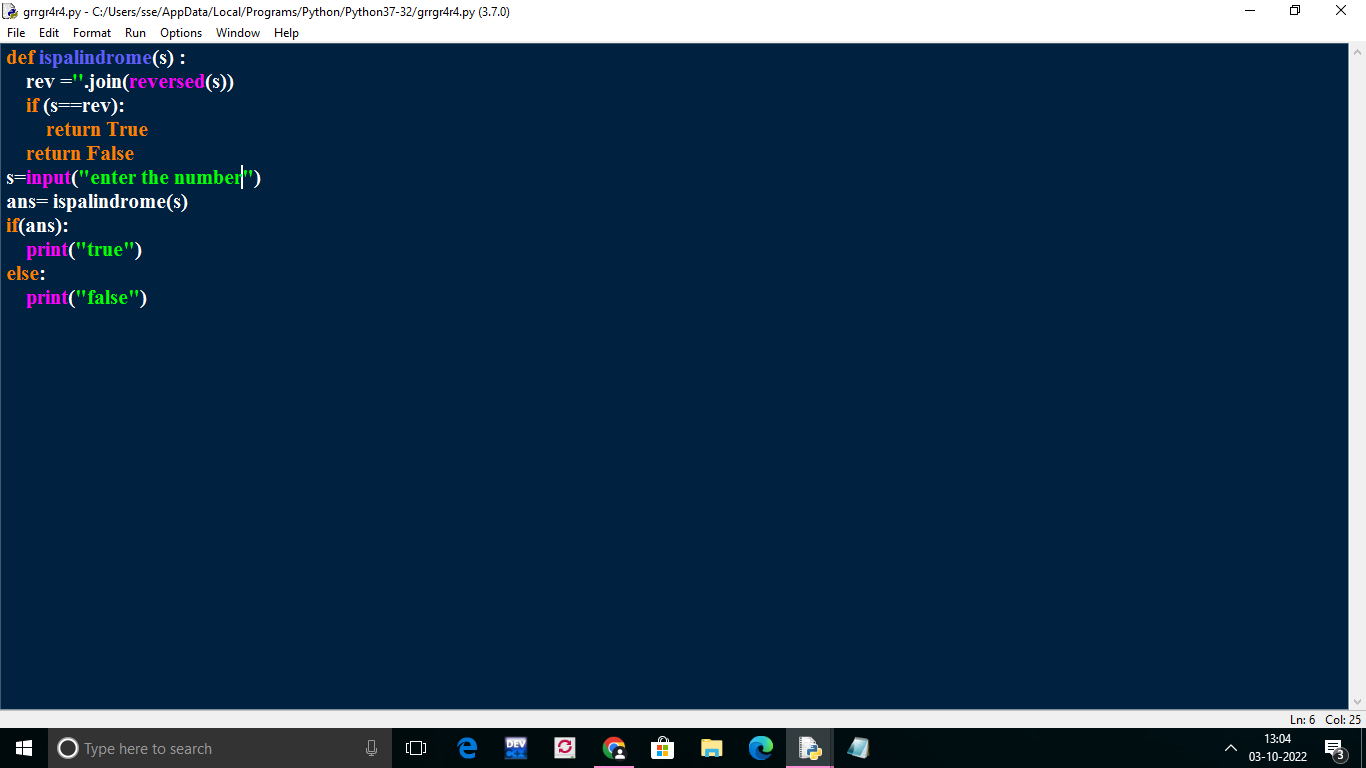 grrgr4r4.py - C:/Users/sse/AppData/Local/Programs/Python/Python37-32/grrgr4r4.py (3.7.0)
File Edit Format Run Options Window Help
def ispalindrome(s) :
    rev =''.join(reversed(s))
    if (s==rev):
        return True
    return False
s=input("enter the number")
ans= ispalindrome(s)
if(ans):
    print("true")
else:
    print("false")
Ln: 6 Col: 25
Type here to search
DEV
13:04
03-10-2022
3